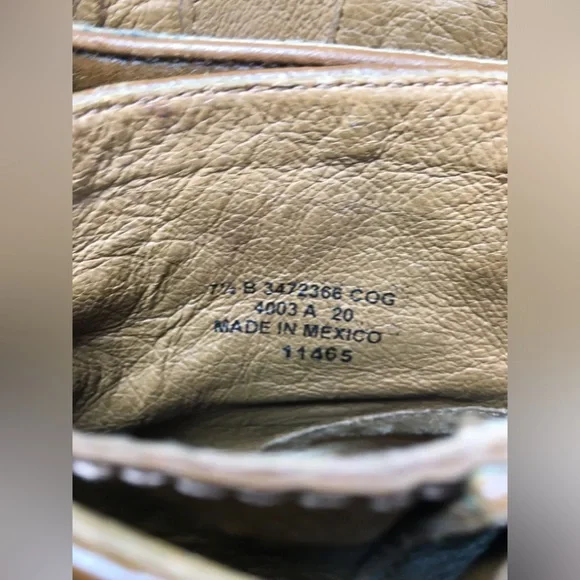 7½ B 3472366 COG
4003 A 20
MADE IN MEXICO
11465